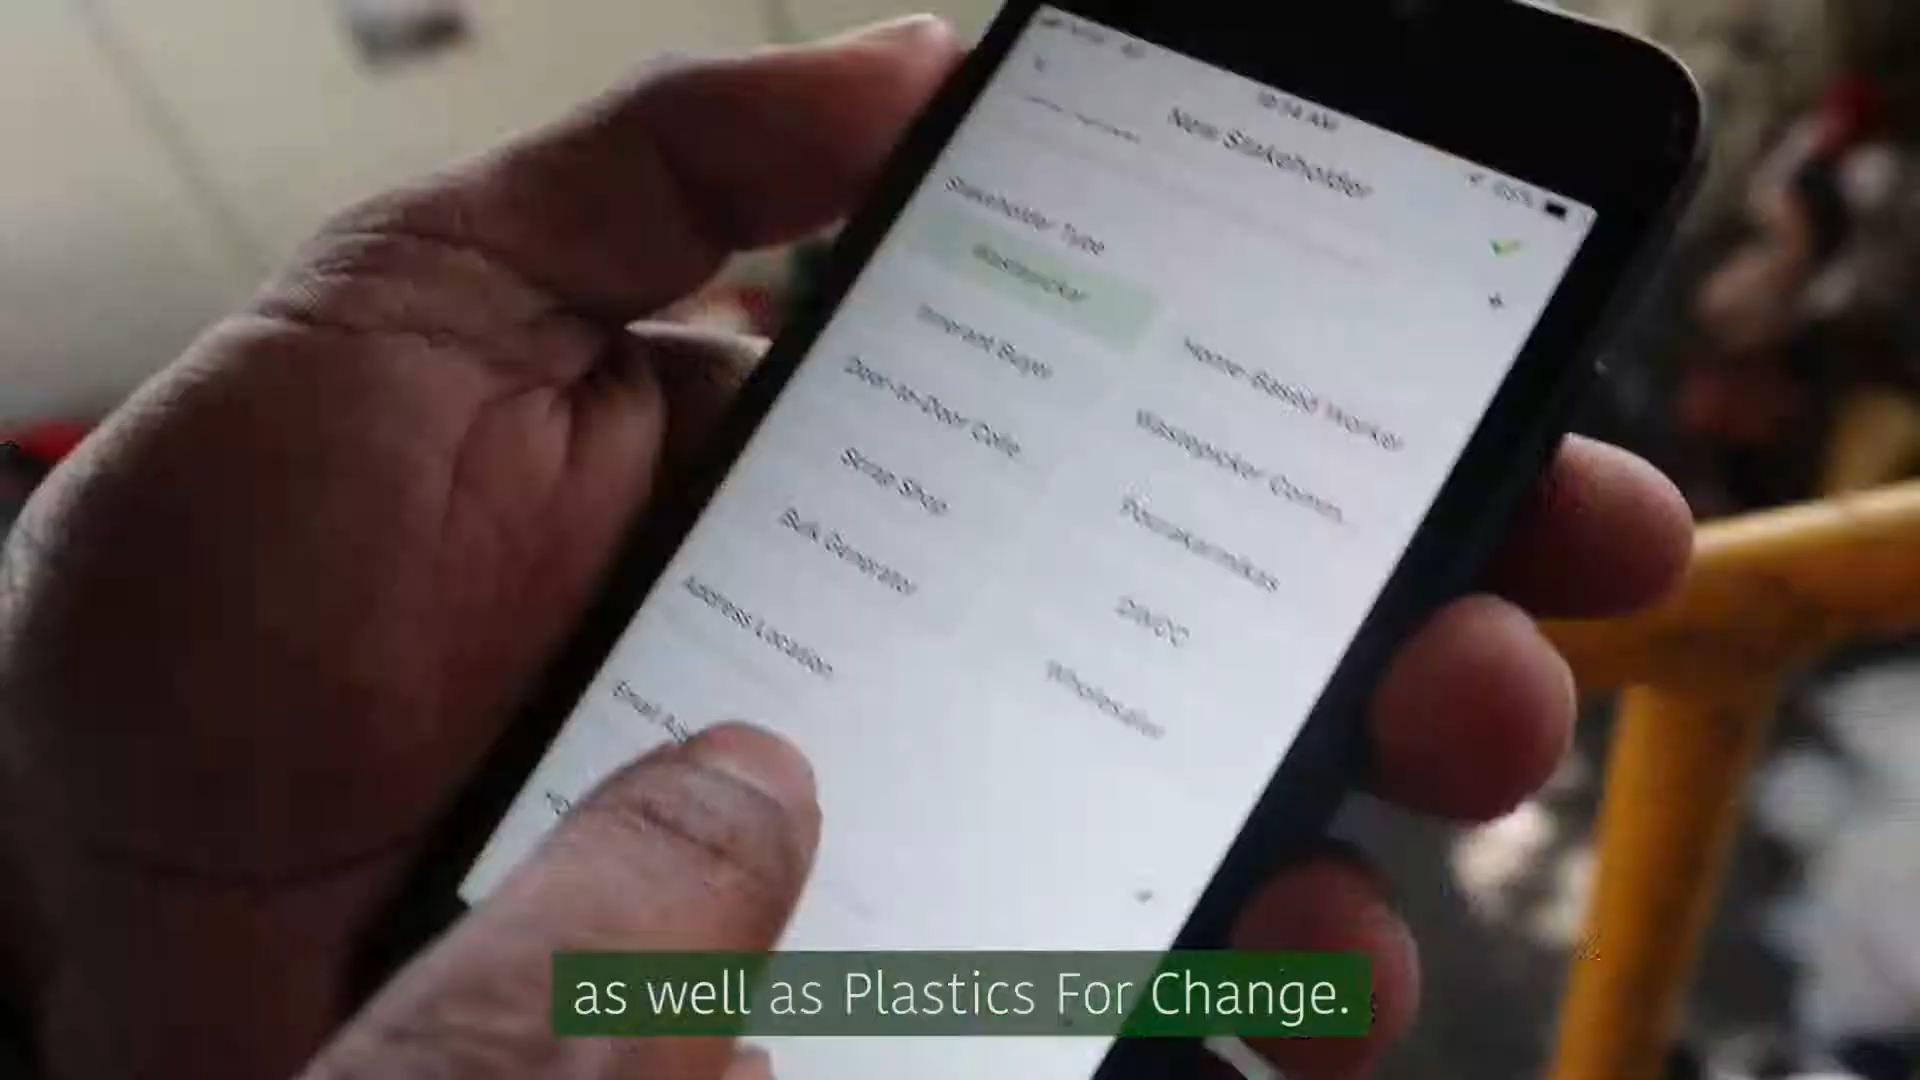 New Stakeholder
Stakeholder Type
Wastepicker
Home-Based Worker
Itinerant Buyer
Wastepicker Comm...
Door-to-Door Colle...
Pourakarmikas
Scrap Shop
DWCC
Bulk Generator
Wholesaler
Address Location
Email
as well as Plastics For Change.